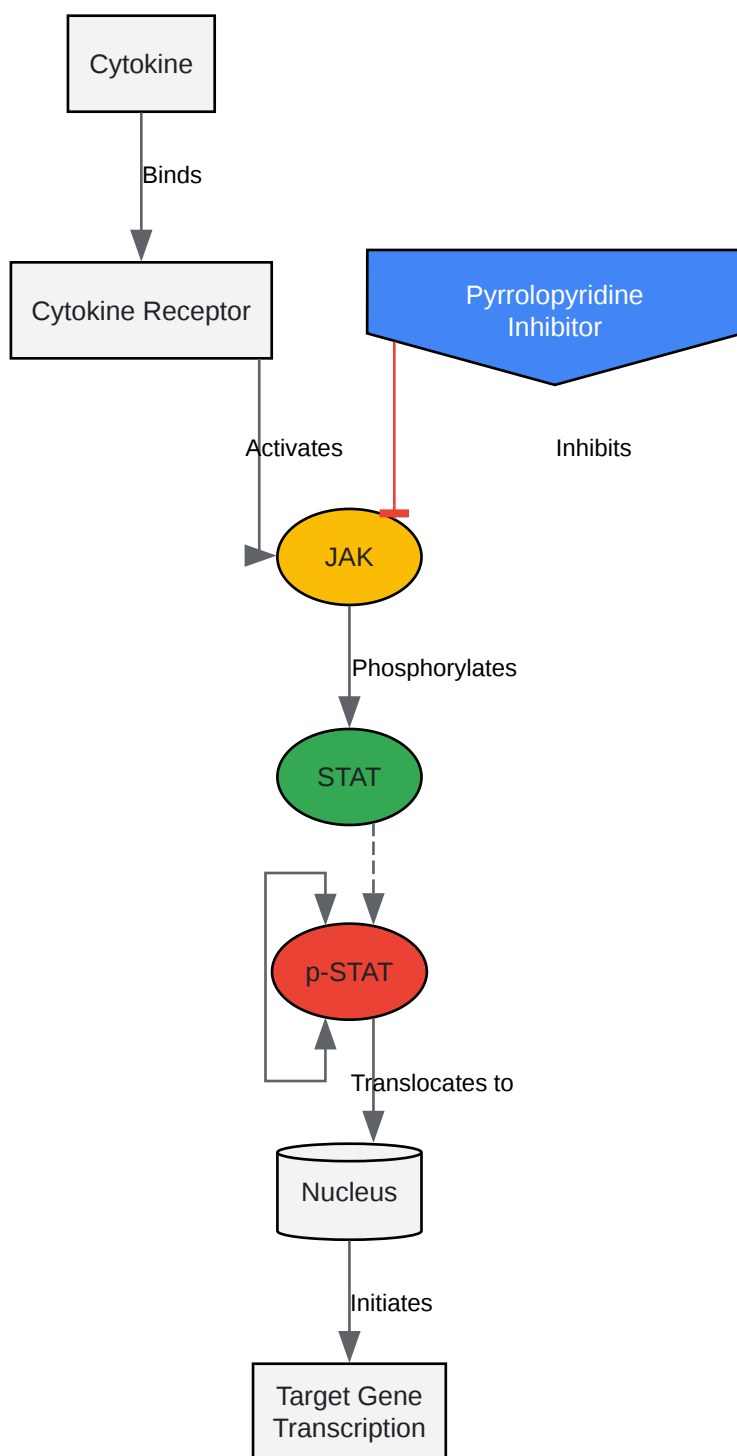 Cytokine
Binds
Cytokine Receptor
Pyrrolopyridine
Inhibitor
Activates
Inhibits
JAK
Phosphorylates
STAT
p-STAT
Translocates to
Nucleus
Initiates
Target Gene
Transcription